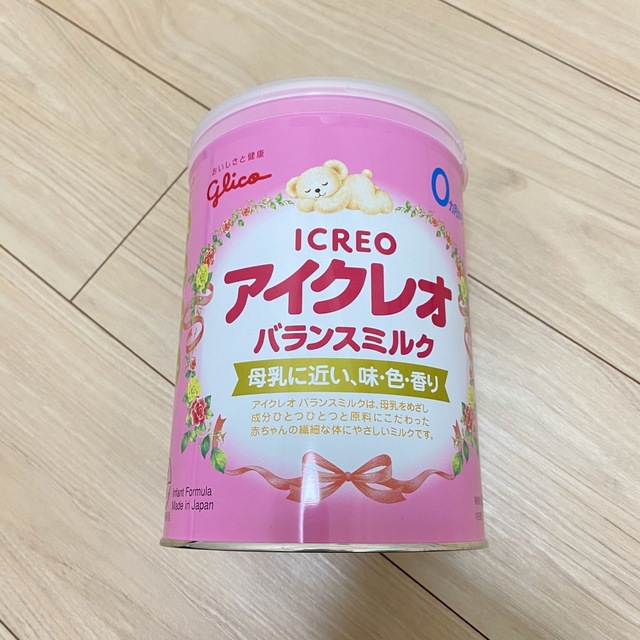 おいしさと健康
glico
0
ICREO
アイクレオ
バランスミルク
母乳に近い、味・色・香り
アイクレオ バランスミルクは、母乳をめざし
成分ひとつひとつと原料にこだわった
赤ちゃんの繊細な体にやさしいミルクです。
Infant Formula
Made in Japan